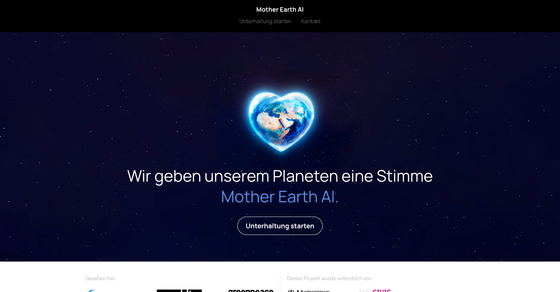 Mother Earth AI
Unterhaltung starten Kontakt
Wir geben unserem Planeten eine Stimme
Mother Earth AI.
Unterhaltung starten
Gesehen bei Dieses Projekt wurde unterstützt von
greenpeace CIVIC